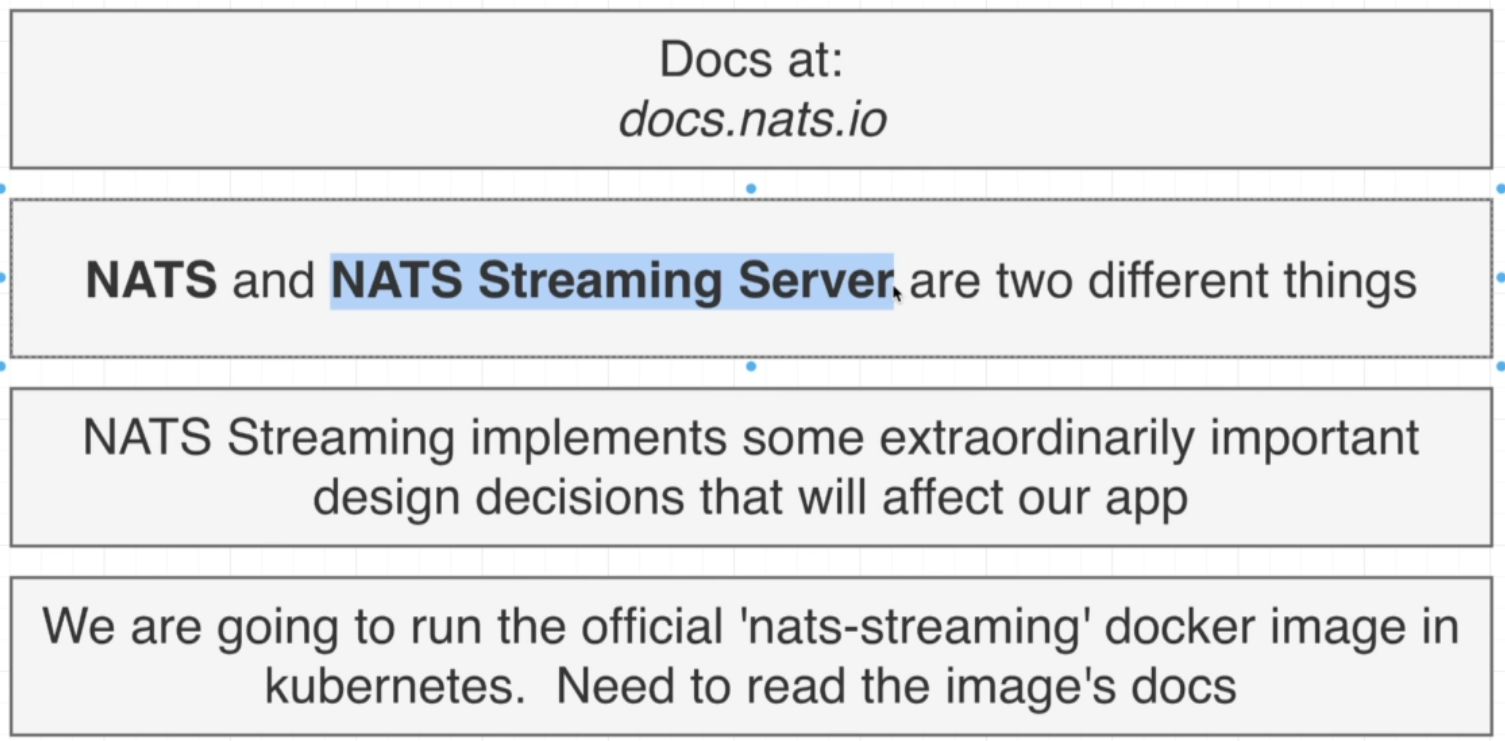 Docs at:
docs.nats.io
NATS and NATS Streaming Server are two different things
NATS Streaming implements some extraordinarily important
design decisions that will affect our app
We are going to run the official 'nats-streaming' docker image in
kubernetes.  Need to read the image's docs